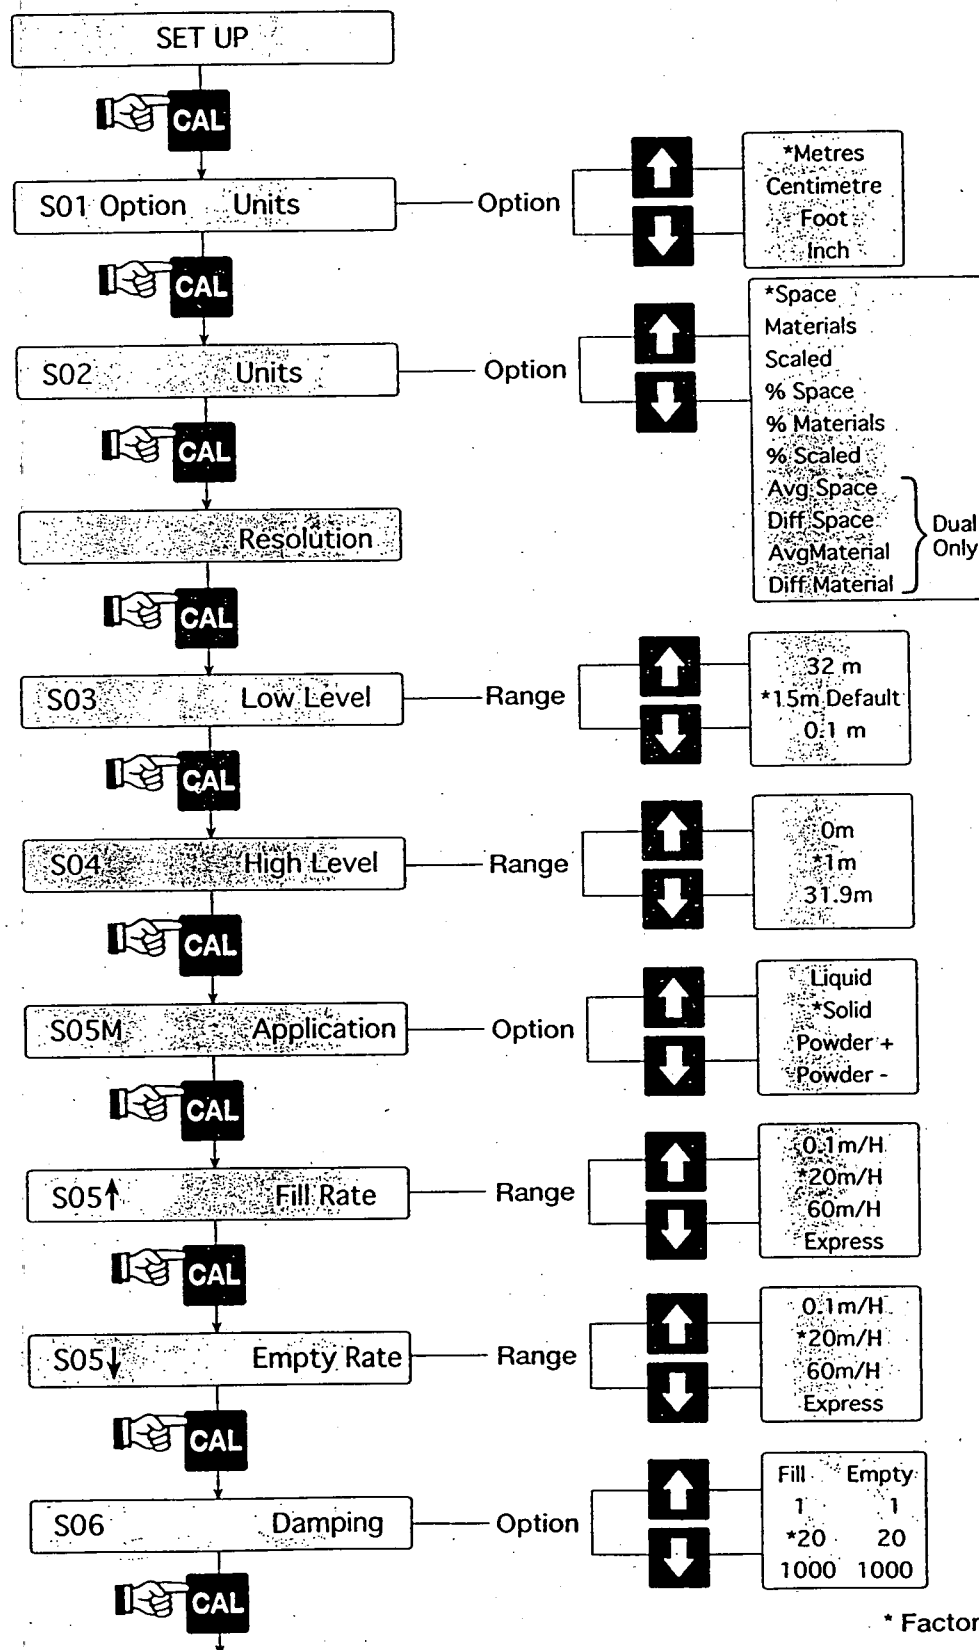 SET UP
CAL
S01 Option Units
Option
*Metres
Centimetre
Foot
Inch
CAL
S02 Units
Option
*Space
Materials
Scaled
% Space
% Materials
% Scaled
Avg Space
Diff Space
AvgMaterial
Diff Material
Dual
Only
CAL
Resolution
CAL
S03 Low Level
Range
32 m
*15m Default
0.1 m
CAL
S04 High Level
Range
0m
*1m
31.9m
CAL
S05M Application
Option
Liquid
*Solid
Powder +
Powder -
CAL
S05↑ Fill Rate
Range
0.1m/H
*20m/H
60m/H
Express
CAL
S05↓ Empty Rate
Range
0.1m/H
*20m/H
60m/H
Express
CAL
S06 Damping
Option
Fill Empty
1 1
*20 20
1000 1000
CAL
* Factor